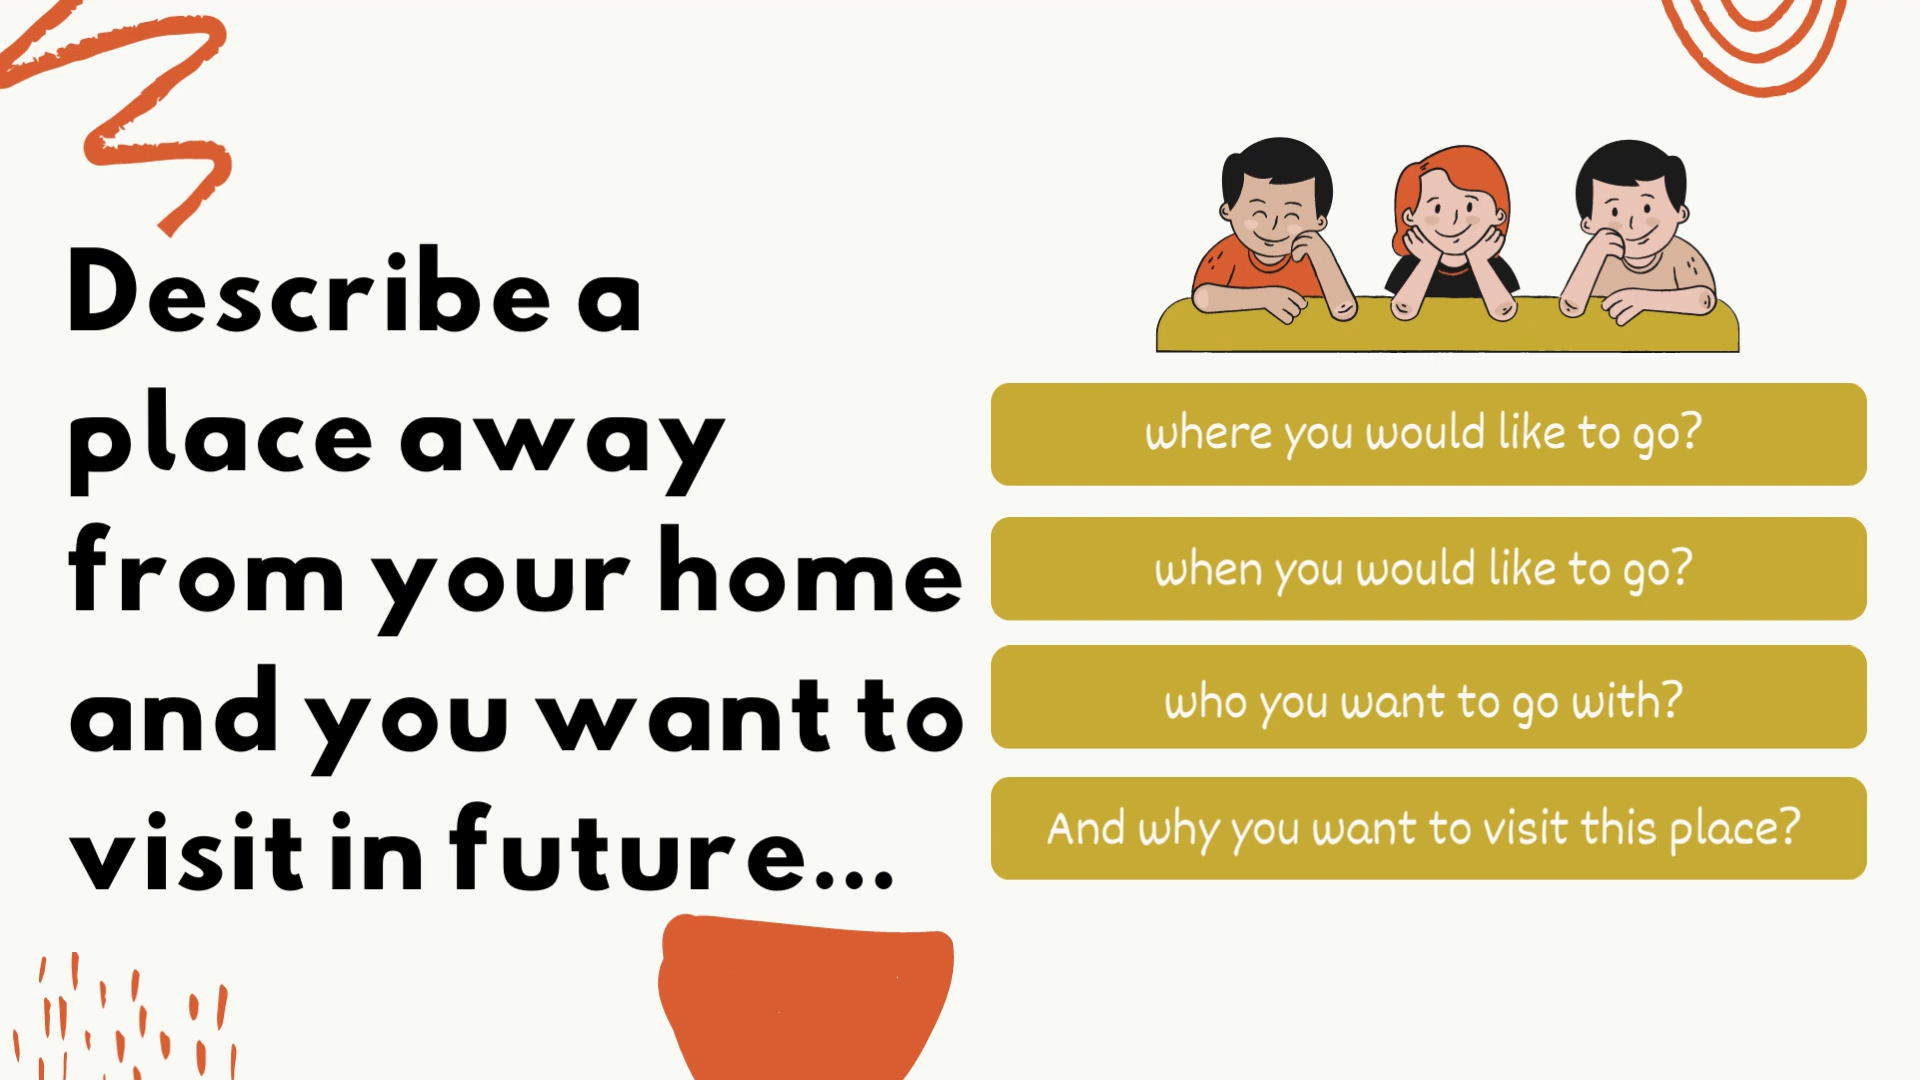 Describe a
place away
from your home
and you want to
visit in future...
where you would like to go?
when you would like to go?
who you want to go with?
And why you want to visit this place?